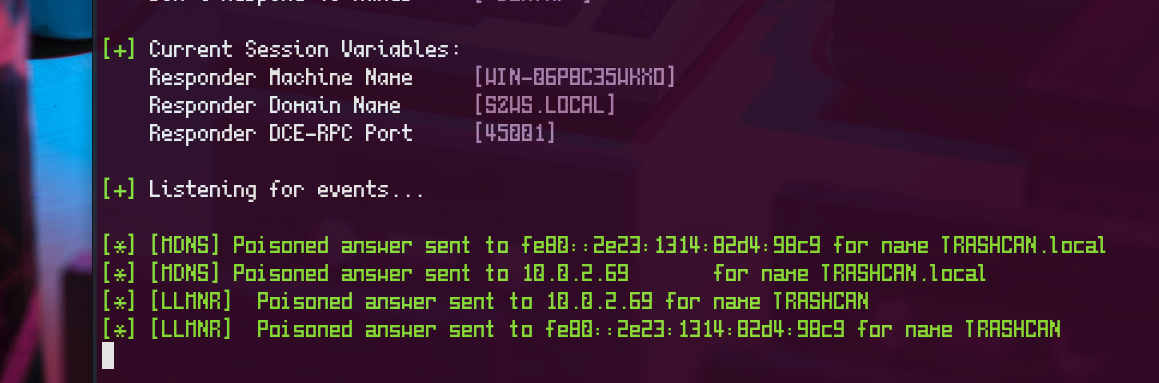 [+] Current Session Variables:
Responder Machine Name [WIN-06P8C35WKXO]
Responder Domain Name [SZWS.LOCAL]
Responder DCE-RPC Port [45001]
[+] Listening for events...
[*] [MDNS] Poisoned answer sent to fe80::2e23:1314:82d4:98c9 for name TRASHCAN.local
[*] [MDNS] Poisoned answer sent to 10.0.2.69 for name TRASHCAN.local
[*] [LLMNR] Poisoned answer sent to 10.0.2.69 for name TRASHCAN
[*] [LLMNR] Poisoned answer sent to fe80::2e23:1314:82d4:98c9 for name TRASHCAN